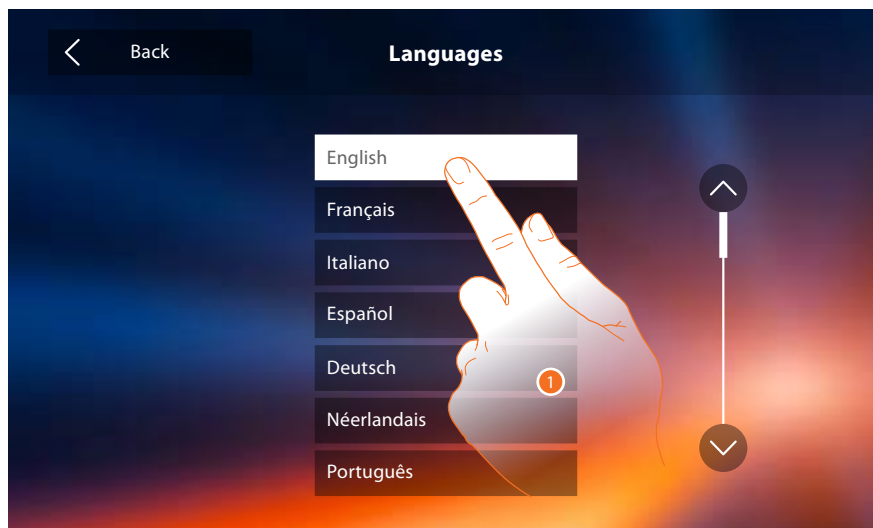 Back
Languages
English
Français
Italiano
Español
Deutsch
1
Néerlandais
Português